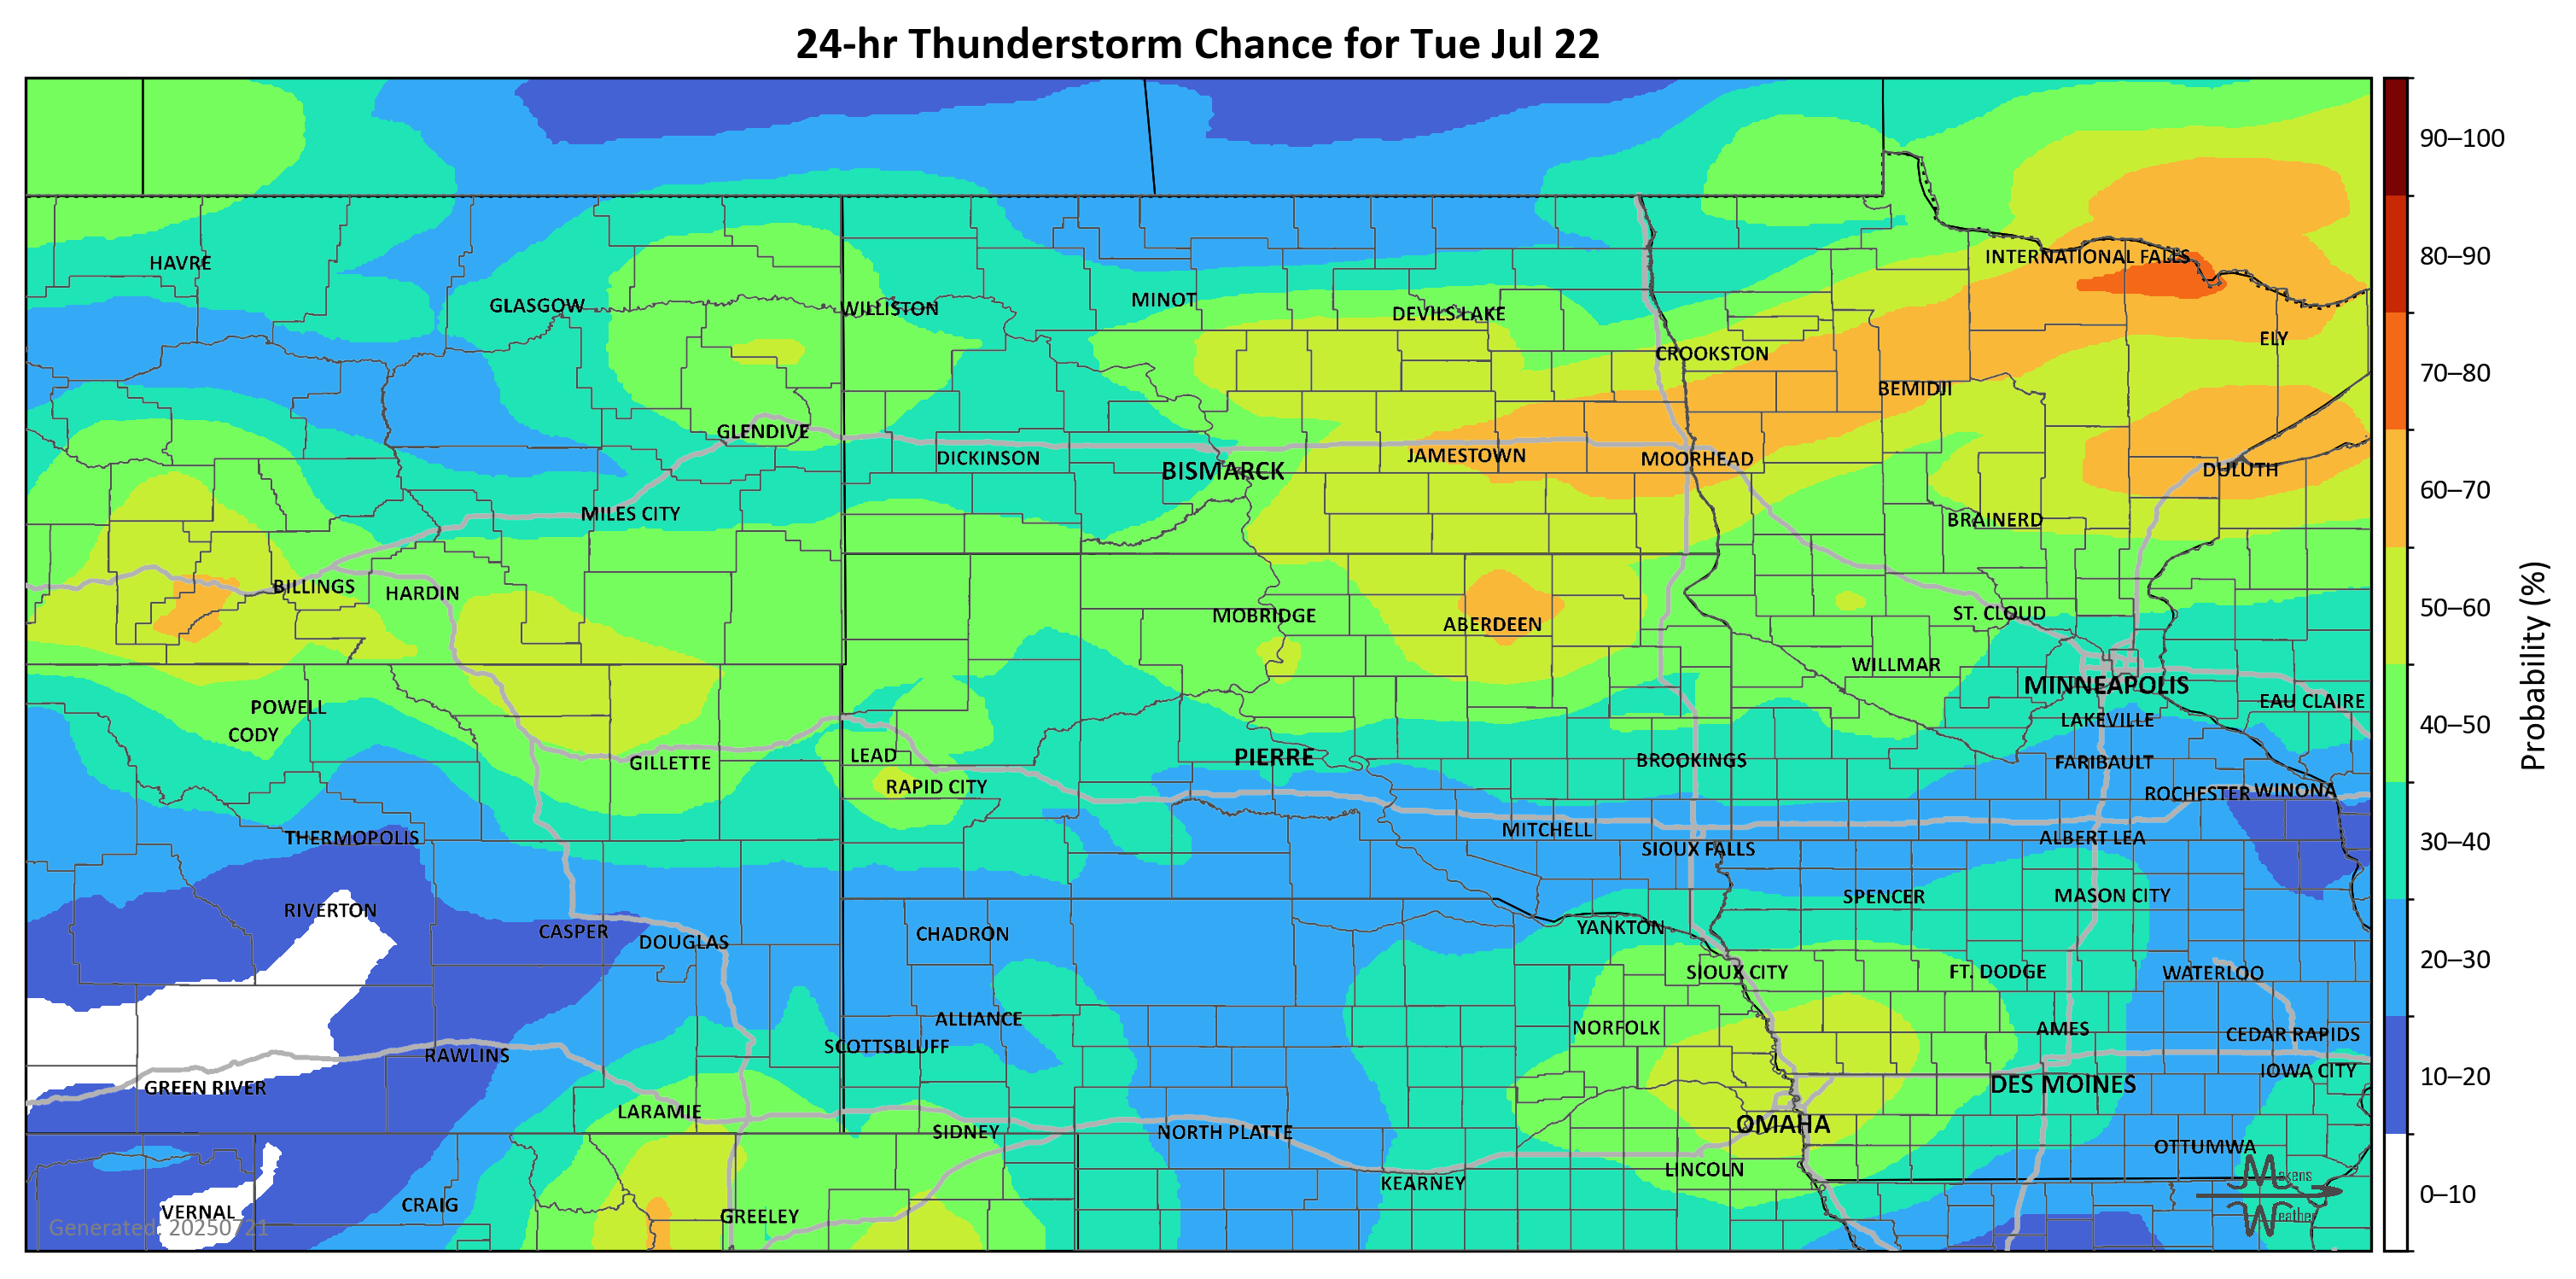 24-hr Thunderstorm Chance for Tue Jul 22
90–100
80–90
70–80
60–70
50–60
40–50
30–40
20–30
10–20
0–10
Probability (%)
HAVRE
INTERNATIONAL FALLS
GLASGOW
WILLISTON
MINOT
DEVILS LAKE
ELY
CROOKSTON
BEMIDJI
GLENDIVE
DICKINSON
BISMARCK
JAMESTOWN
MOORHEAD
DULUTH
MILES CITY
BRAINERD
BILLINGS
HARDIN
MOBRIDGE
ABERDEEN
ST. CLOUD
WILLMAR
MINNEAPOLIS
EAU CLAIRE
POWELL
CODY
LAKEVILLE
GILLETTE
LEAD
PIERRE
BROOKINGS
FARIBAULT
RAPID CITY
ROCHESTER
WINONA
THERMOPOLIS
MITCHELL
ALBERT LEA
SIOUX FALLS
RIVERTON
SPENCER
MASON CITY
CASPER
DOUGLAS
CHADRON
YANKTON
SIOUX CITY
FT. DODGE
WATERLOO
ALLIANCE
NORFOLK
AMES
CEDAR RAPIDS
SCOTTSBLUFF
RAWLINS
IOWA CITY
GREEN RIVER
DES MOINES
LARAMIE
OMAHA
SIDNEY
NORTH PLATTE
OTTUMWA
LINCOLN
KEARNEY
CRAIG
VERNAL
GREELEY
Generated: 20250721
Makens
Weather